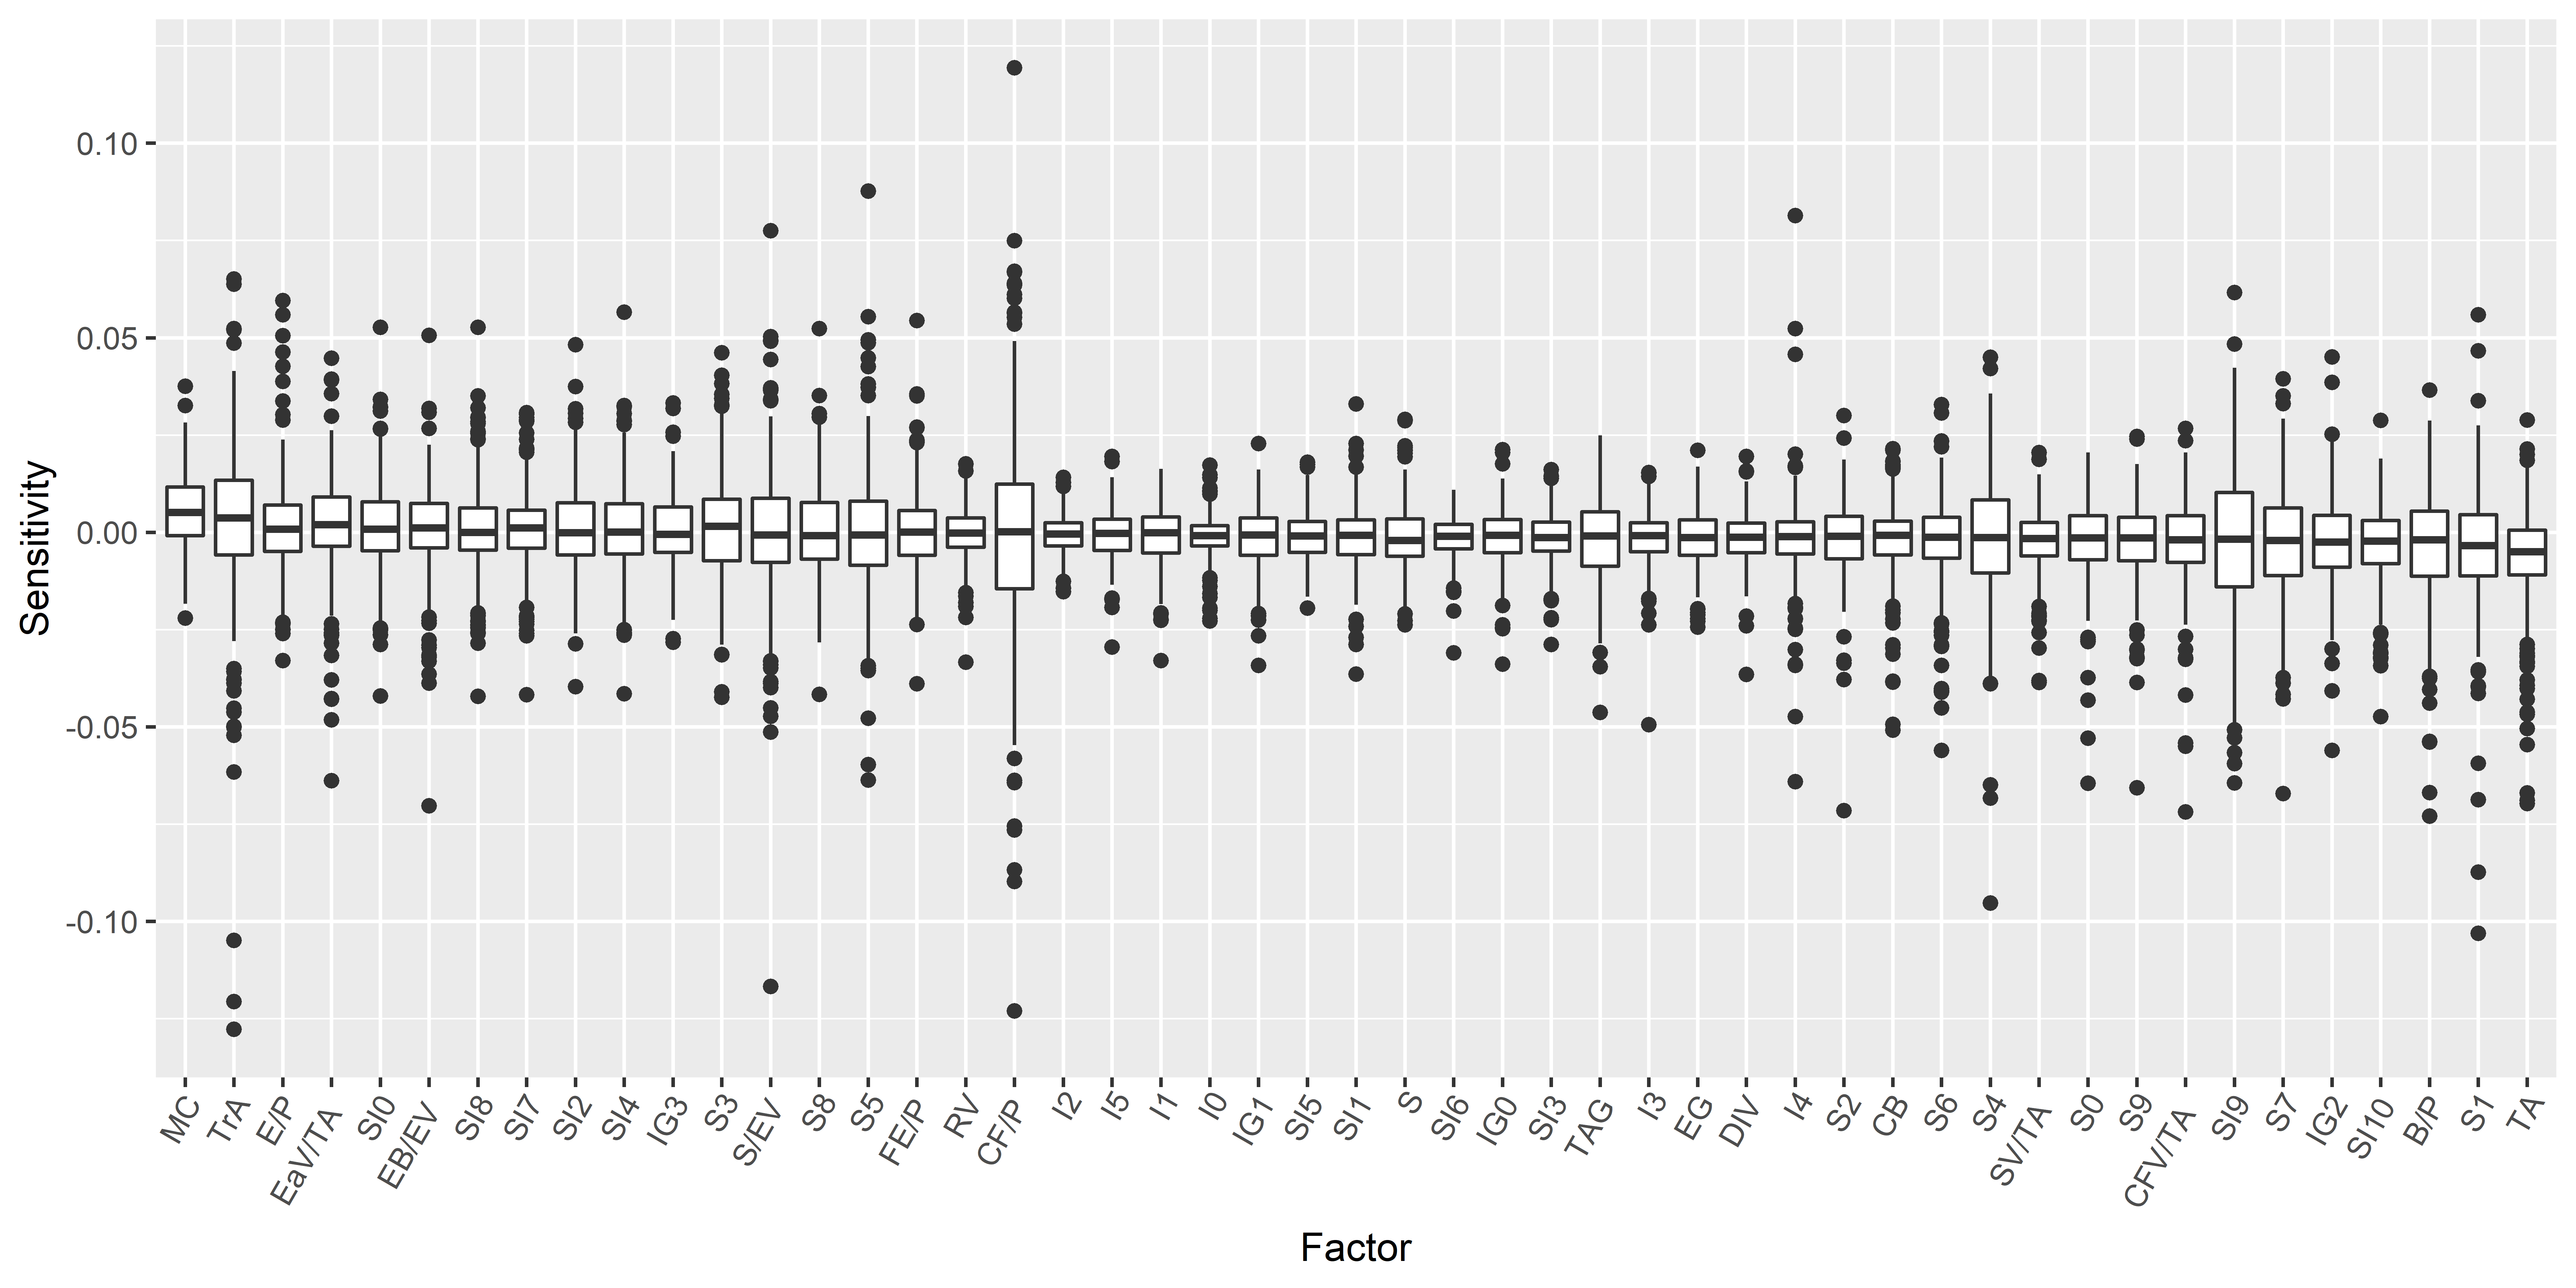 Sensitivity
0.10
0.05
0.00
-0.05
-0.10
MC
TrA
E/P
EaV/TA
SI0
EB/EV
SI8
SI7
SI2
SI4
IG3
S3
S/EV
S8
S5
FE/P
RV
CF/P
I2
I5
I1
I0
IG1
SI5
SI1
S
SI6
IG0
SI3
TAG
I3
EG
DIV
I4
S2
CB
S6
S4
SV/TA
S0
S9
CFV/TA
SI9
S7
IG2
SI10
B/P
S1
TA
Factor